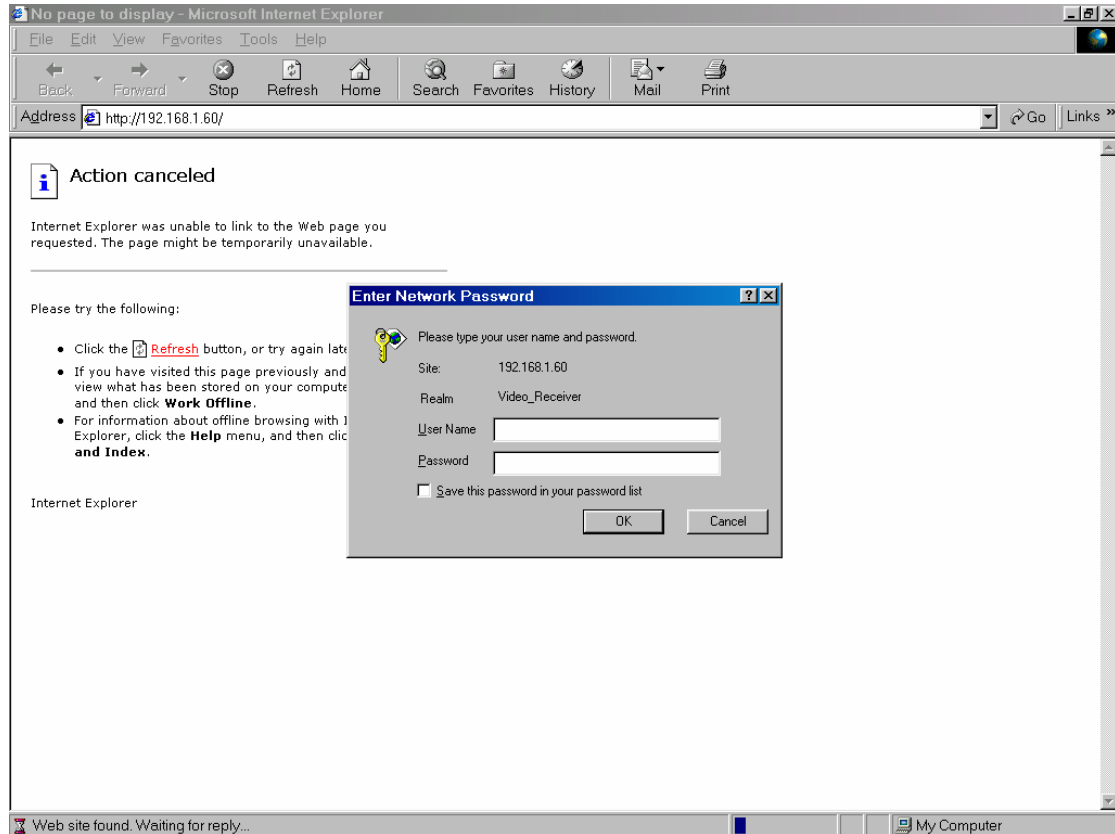 No page to display - Microsoft Internet Explorer
File Edit View Favorites Tools Help
Back Forward Stop Refresh Home Search Favorites History Mail Print
Address http://192.168.1.60/ Go Links »
Action canceled
Internet Explorer was unable to link to the Web page you
requested. The page might be temporarily unavailable.
Please try the following:
• Click the Refresh button, or try again late
• If you have visited this page previously and
view what has been stored on your compute
and then click Work Offline.
• For information about offline browsing with I
Explorer, click the Help menu, and then clic
and Index.
Internet Explorer
Enter Network Password
Please type your user name and password.
Site: 192.168.1.60
Realm Video_Receiver
User Name
Password
Save this password in your password list
OK Cancel
Web site found. Waiting for reply... My Computer